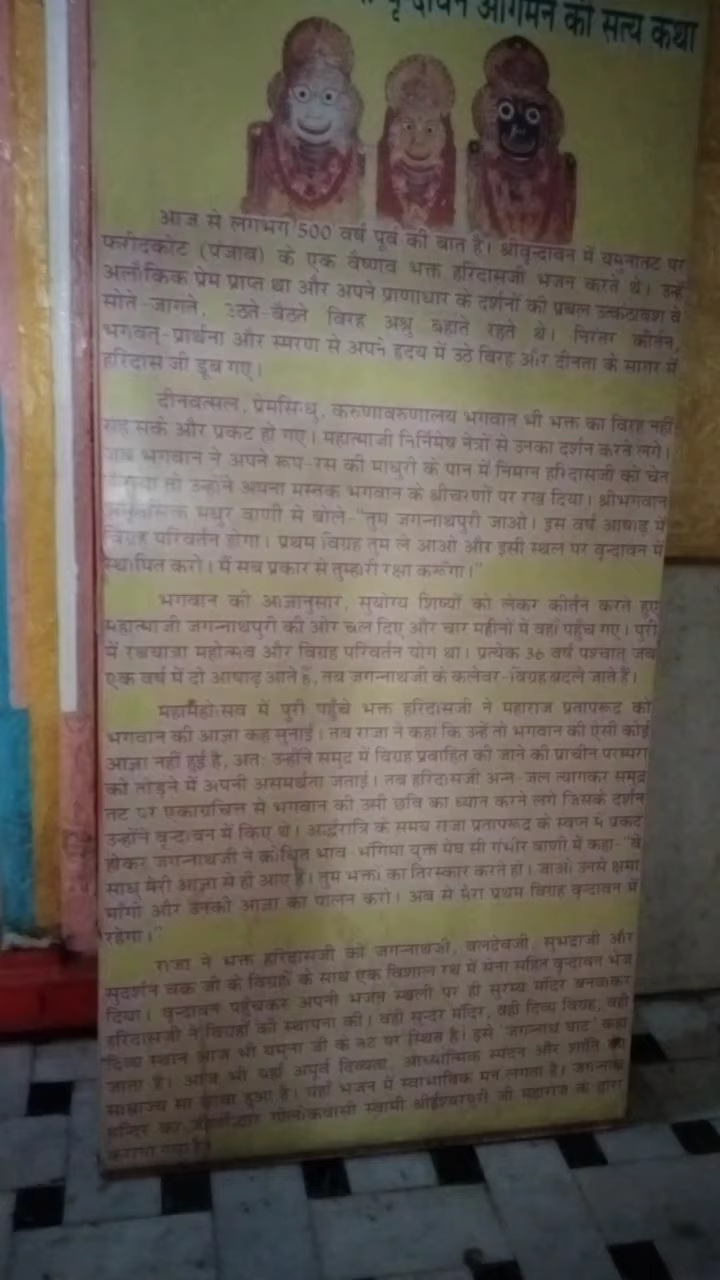 वृन्दावन आगमन की सत्य कथा
आज से लगभग 500 वर्ष पूर्व की बात है। श्रीवृन्दावन में यमुनातट पर
फरीदकोट (पंजाब) के एक वैष्णव भक्त हरिदासजी भजन करते थे। उन्हें
अलौकिक प्रेम प्राप्त था और अपने प्राणाधार के दर्शनों की प्रबल उत्कंठावश वे
सोते-जागते, उठते-बैठते विरह अश्रु बहाते रहते थे। निरंतर कीर्तन,
भगवत्-प्रार्थना और स्मरण से अपने हृदय में उठे विरह और दीनता के सागर में
हरिदास जी डूब गए।
दीनवत्सल, प्रेमसिन्धु, करुणावरुणालय भगवान भी भक्त का विरह नहीं
सह सके और प्रकट हो गए। महात्माजी निर्निमेष नेत्रों से उनका दर्शन करने लगे।
जब भगवान ने अपने रूप-रस की माधुरी के पान में निमग्न हरिदासजी को चेत
तो उन्होंने अपना मस्तक भगवान के श्रीचरणों पर रख दिया। श्रीभगवान
मधुर वाणी से बोले-"तुम जगन्नाथपुरी जाओ। इस वर्ष आषाढ़ में
विग्रह परिवर्तन होगा। प्रथम विग्रह तुम ले आओ और इसी स्थल पर वृन्दावन में
स्थापित करो। मैं सब प्रकार से तुम्हारी रक्षा करूँगा।"
भगवान की आज्ञानुसार, सुयोग्य शिष्यों को लेकर कीर्तन करते हुए
महात्माजी जगन्नाथपुरी की ओर चल दिए और चार महीनों में वहां पहुँच गए। पुरी
में रथयात्रा महोत्सव और विग्रह परिवर्तन योग था। प्रत्येक 36 वर्ष पश्चात् जब
एक वर्ष में दो आषाढ़ आते हैं, तब जगन्नाथजी के कलेवर-विग्रह बदले जाते हैं।
महामहोत्सव में पुरी पहुँचे भक्त हरिदासजी ने महाराज प्रतापरूद्र को
भगवान की आज्ञा कह सुनाई। तब राजा ने कहा कि उन्हें तो भगवान की ऐसी कोई
आज्ञा नहीं हुई है, अतः उन्होंने समुद्र में विग्रह प्रवाहित की जाने की प्राचीन परम्परा
को तोड़ने में अपनी असमर्थता जताई। तब हरिदासजी अन्न-जल त्यागकर समुद्र
तट पर एकाग्रचित्त से भगवान की उसी छवि का ध्यान करने लगे जिसके दर्शन
उन्होंने वृन्दावन में किए थे। अर्द्धरात्रि के समय राजा प्रतापरूद्र के स्वप्न में प्रकट
होकर जगन्नाथजी ने क्रोधित भाव-भंगिमा युक्त मेघ सी गंभीर वाणी में कहा-"वे
साधु मेरी आज्ञा से ही आए हैं। तुम भक्तों का तिरस्कार करते हो। जाओ उनसे क्षमा
माँगो और उनकी आज्ञा का पालन करो। अब से मेरा प्रथम विग्रह वृन्दावन में
रहेगा।"
राजा ने भक्त हरिदासजी को जगन्नाथजी, बलदेवजी, सुभद्राजी और
सुदर्शन चक्र जी के विग्रहों के साथ एक विशाल रथ में सेना सहित वृन्दावन भेज
दिया। वृन्दावन पहुँचकर अपनी भजन स्थली पर ही सुरम्य मंदिर बनवाकर
हरिदासजी ने विग्रहों की स्थापना की। वही सुन्दर मंदिर, वही दिव्य विग्रह, वही
दिव्य स्थान आज भी यमुना जी के तट पर स्थित है। इसे 'जगन्नाथ घाट' कहा
जाता है। आज भी यहाँ अपूर्व दिव्यता, आध्यात्मिक स्पंदन और शांति का
साम्राज्य सा छाया हुआ है। यहाँ भजन में स्वाभाविक मन लगता है। जगन्नाथ
मन्दिर का जीर्णोद्धार गोलोकवासी स्वामी श्रीईश्वरपुरी जी महाराज के द्वारा
कराया गया है।